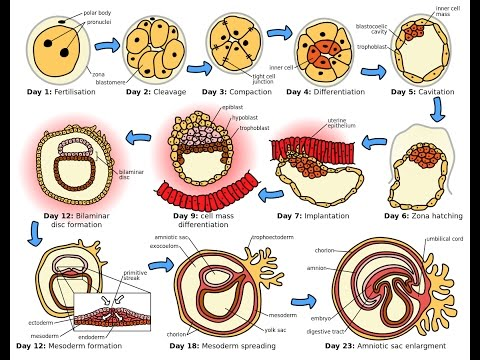 polar body
pronuclei
zona
blastomere
Day 1: Fertilisation
Day 2: Cleavage
tight cell
junction
Day 3: Compaction
inner cell
Day 4: Differentiation
inner cell
mass
blastocoelic
cavity
trophoblast
Day 5: Cavitation
bilaminar
disc
Day 12: Bilaminar
disc formation
epiblast
hypoblast
trophoblast
Day 9: cell mass
differentiation
uterine
epithelium
Day 7: Implantation
Day 6: Zona hatching
primitive
streak
ectoderm
mesoderm
endoderm
Day 12: Mesoderm formation
amniotic sac
exocoelom
trophoectoderm
mesoderm
yolk sac
chorion
Day 18: Mesoderm spreading
umbilical cord
chorion
amnion
embryo
digestive tract
Day 23: Amniotic sac enlargment